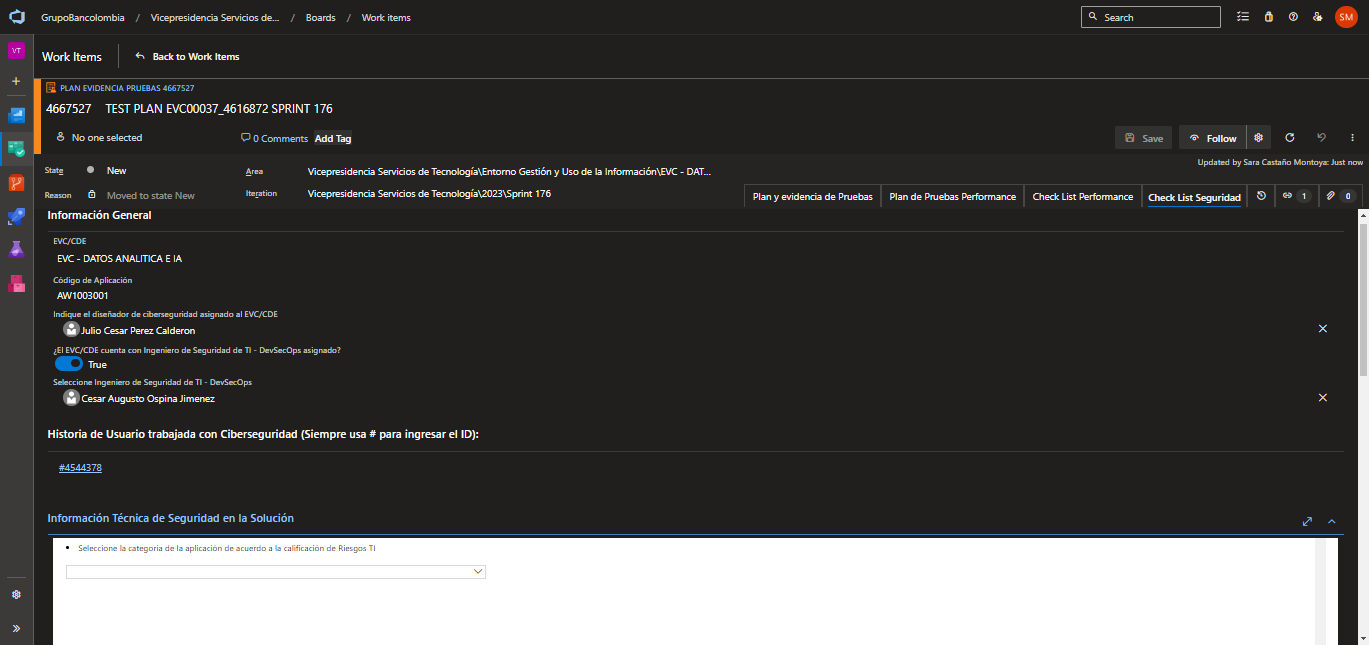 GrupoBancolombia / Vicepresidencia Servicios de... / Boards / Work items
Search
SM
VT
Work Items
Back to Work Items
PLAN EVIDENCIA PRUEBAS 4667527
4667527 TEST PLAN EVC00037_4616872 SPRINT 176
No one selected
0 Comments
Add Tag
Save
Follow
Updated by Sara Castaño Montoya: Just now
State
New
Area
Vicepresidencia Servicios de Tecnología\Entorno Gestión y Uso de la Información\EVC - DAT...
Reason
Moved to state New
Iteration
Vicepresidencia Servicios de Tecnología\2023\Sprint 176
Plan y evidencia de Pruebas
Plan de Pruebas Performance
Check List Performance
Check List Seguridad
1
0
Información General
EVC/CDE
EVC - DATOS ANALITICA E IA
Código de Aplicación
AW1003001
Indique el diseñador de ciberseguridad asignado al EVC/CDE
Julio Cesar Perez Calderon
¿El EVC/CDE cuenta con Ingeniero de Seguridad de TI - DevSecOps asignado?
True
Seleccione Ingeniero de Seguridad de TI - DevSecOps
Cesar Augusto Ospina Jimenez
Historia de Usuario trabajada con Ciberseguridad (Siempre usa # para ingresar el ID):
#4544378
Información Técnica de Seguridad en la Solución
• Seleccione la categoría de la aplicación de acuerdo a la calificación de Riesgos TI